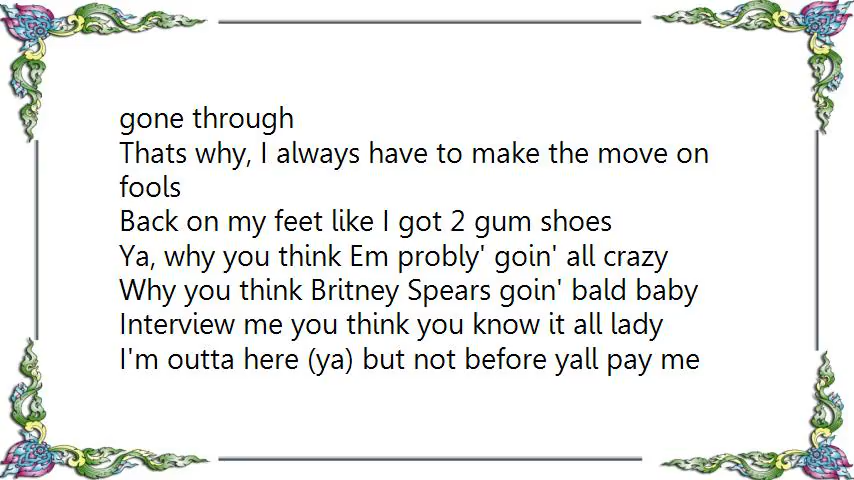 gone through
Thats why, I always have to make the move on
fools
Back on my feet like I got 2 gum shoes
Ya, why you think Em probly' goin' all crazy
Why you think Britney Spears goin' bald baby
Interview me you think you know it all lady
I'm outta here (ya) but not before yall pay me